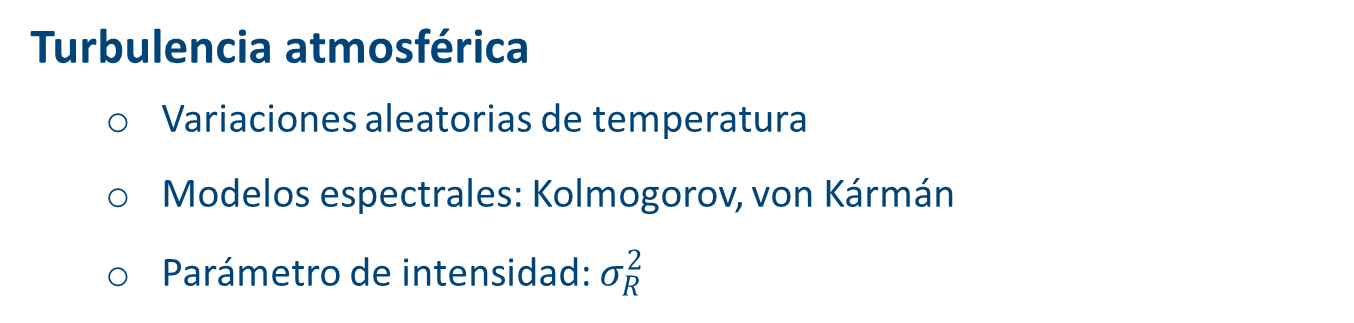 Turbulencia atmosférica
o Variaciones aleatorias de temperatura
o Modelos espectrales: Kolmogorov, von Kármán
o Parámetro de intensidad: σ_R^2